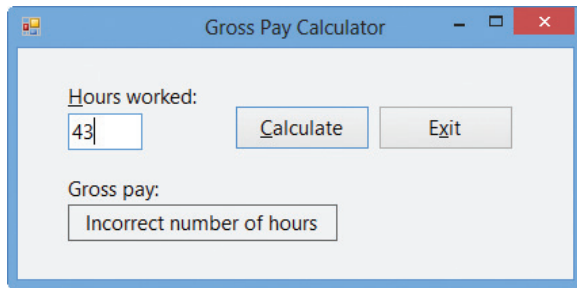 Gross Pay Calculator
Hours worked:
43
Calculate
Exit
Gross pay:
Incorrect number of hours